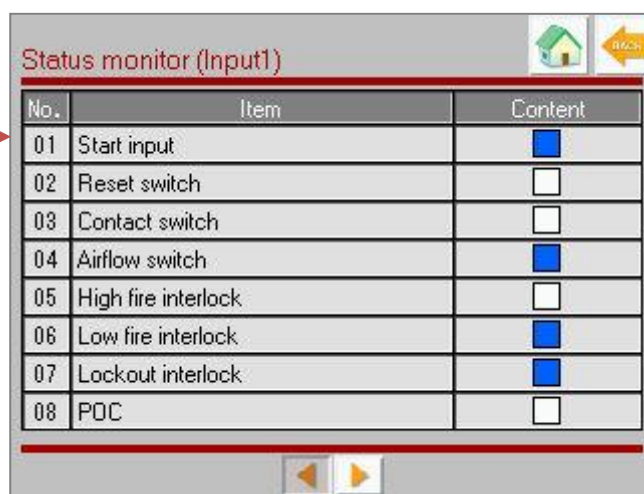 Status monitor (Input1)
BACK
No. Item Content
01 Start input
02 Reset switch
03 Contact switch
04 Airflow switch
05 High fire interlock
06 Low fire interlock
07 Lockout interlock
08 POC